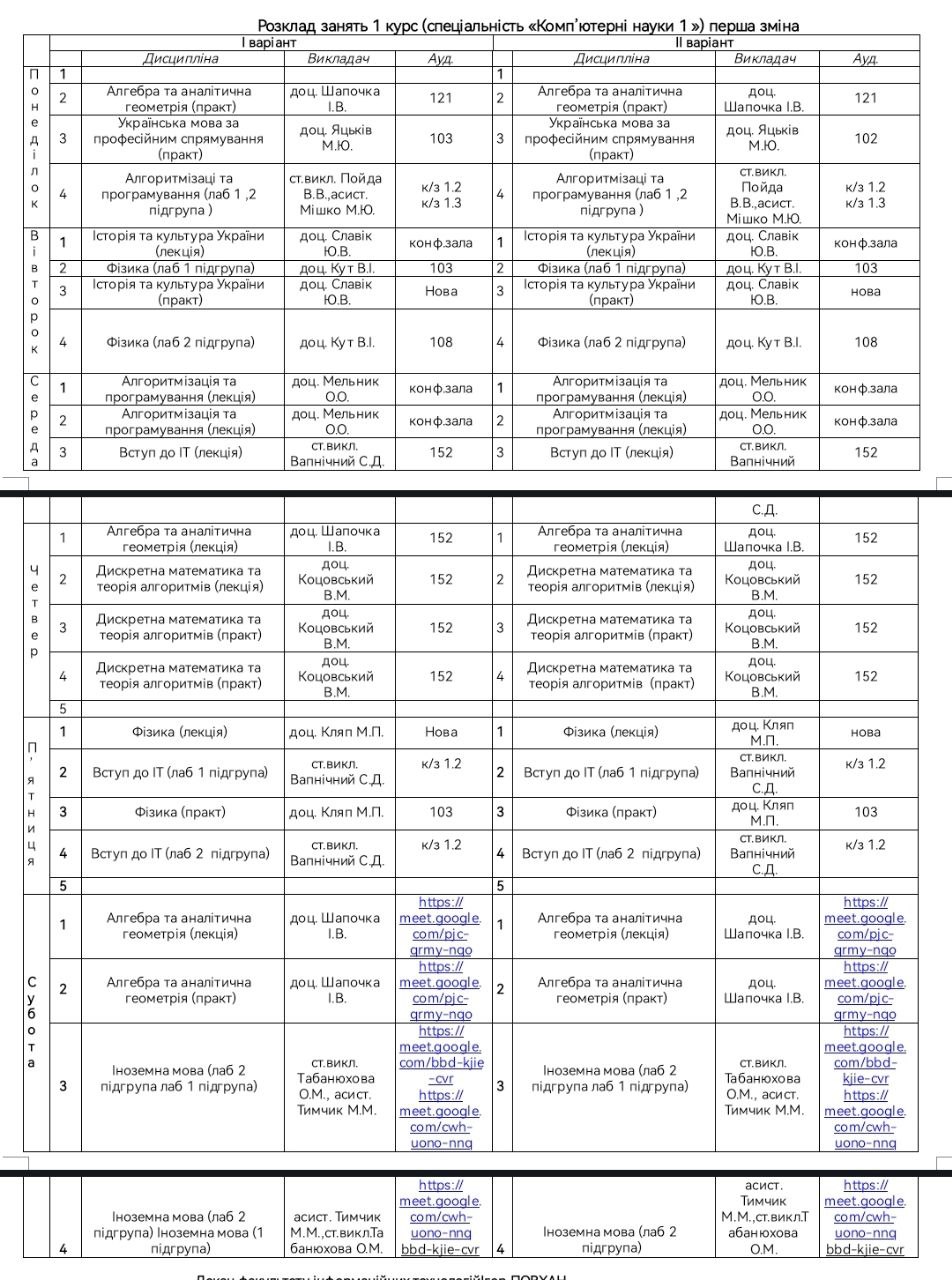 Розклад занять 1 курс (спеціальність «Комп'ютерні науки 1 ») перша зміна
І варіант ІІ варіант
Дисципліна Викладач Ауд. Дисципліна Викладач Ауд.
Понеділок
1 1
2 Алгебра та аналітична геометрія (практ) доц. Шапочка І.В. 121 2 Алгебра та аналітична геометрія (практ) доц. Шапочка І.В. 121
3 Українська мова за професійним спрямування (практ) доц. Яцьків М.Ю. 103 3 Українська мова за професійним спрямування (практ) доц. Яцьків М.Ю. 102
4 Алгоритмізаці та програмування (лаб 1 ,2 підгрупа ) ст.викл. Пойда В.В.,асист. Мішко М.Ю. к/з 1.2 к/з 1.3 4 Алгоритмізаці та програмування (лаб 1 ,2 підгрупа ) ст.викл. Пойда В.В.,асист. Мішко М.Ю. к/з 1.2 к/з 1.3
Вівторок
1 Історія та культура України (лекція) доц. Славік Ю.В. конф.зала 1 Історія та культура України (лекція) доц. Славік Ю.В. конф.зала
2 Фізика (лаб 1 підгрупа) доц. Кут В.І. 103 2 Фізика (лаб 1 підгрупа) доц. Кут В.І. 103
3 Історія та культура України (практ) доц. Славік Ю.В. Нова 3 Історія та культура України (практ) доц. Славік Ю.В. нова
4 Фізика (лаб 2 підгрупа) доц. Кут В.І. 108 4 Фізика (лаб 2 підгрупа) доц. Кут В.І. 108
Середа
1 Алгоритмізація та програмування (лекція) доц. Мельник О.О. конф.зала 1 Алгоритмізація та програмування (лекція) доц. Мельник О.О. конф.зала
2 Алгоритмізація та програмування (лекція) доц. Мельник О.О. конф.зала 2 Алгоритмізація та програмування (лекція) доц. Мельник О.О. конф.зала
3 Вступ до ІТ (лекція) ст.викл. Вапнічний С.Д. 152 3 Вступ до ІТ (лекція) ст.викл. Вапнічний 152
С.Д.
Четвер
1 Алгебра та аналітична геометрія (лекція) доц. Шапочка І.В. 152 1 Алгебра та аналітична геометрія (лекція) доц. Шапочка І.В. 152
2 Дискретна математика та теорія алгоритмів (лекція) доц. Коцовський В.М. 152 2 Дискретна математика та теорія алгоритмів (лекція) доц. Коцовський В.М. 152
3 Дискретна математика та теорія алгоритмів (практ) доц. Коцовський В.М. 152 3 Дискретна математика та теорія алгоритмів (практ) доц. Коцовський В.М. 152
4 Дискретна математика та теорія алгоритмів (практ) доц. Коцовський В.М. 152 4 Дискретна математика та теорія алгоритмів (практ) доц. Коцовський В.М. 152
5
П'ятниця
1 Фізика (лекція) доц. Кляп М.П. Нова 1 Фізика (лекція) доц. Кляп М.П. нова
2 Вступ до ІТ (лаб 1 підгрупа) ст.викл. Вапнічний С.Д. к/з 1.2 2 Вступ до ІТ (лаб 1 підгрупа) ст.викл. Вапнічний С.Д. к/з 1.2
3 Фізика (практ) доц. Кляп М.П. 103 3 Фізика (практ) доц. Кляп М.П. 103
4 Вступ до ІТ (лаб 2 підгрупа) ст.викл. Вапнічний С.Д. к/з 1.2 4 Вступ до ІТ (лаб 2 підгрупа) ст.викл. Вапнічний С.Д. к/з 1.2
5 5
Субота
1 Алгебра та аналітична геометрія (лекція) доц. Шапочка І.В. https://meet.google.com/pjc-qrmy-nqo 1 Алгебра та аналітична геометрія (лекція) доц. Шапочка І.В. https://meet.google.com/pjc-qrmy-nqo
2 Алгебра та аналітична геометрія (практ) доц. Шапочка І.В. https://meet.google.com/pjc-qrmy-nqo 2 Алгебра та аналітична геометрія (практ) доц. Шапочка І.В. https://meet.google.com/pjc-qrmy-nqo
3 Іноземна мова (лаб 2 підгрупа лаб 1 підгрупа) ст.викл. Табанюхова О.М., асист. Тимчик М.М. https://meet.google.com/bbd-kjie-cvr https://meet.google.com/cwh-uono-nnq 3 Іноземна мова (лаб 2 підгрупа лаб 1 підгрупа) ст.викл. Табанюхова О.М., асист. Тимчик М.М. https://meet.google.com/bbd-kjie-cvr https://meet.google.com/cwh-uono-nnq
4 Іноземна мова (лаб 2 підгрупа) Іноземна мова (1 підгрупа) асист. Тимчик М.М.,ст.викл.Табанюхова О.М. https://meet.google.com/cwh-uono-nnq bbd-kjie-cvr 4 Іноземна мова (лаб 2 підгрупа) асист. Тимчик М.М.,ст.викл.Табанюхова О.М. https://meet.google.com/cwh-uono-nnq bbd-kjie-cvr